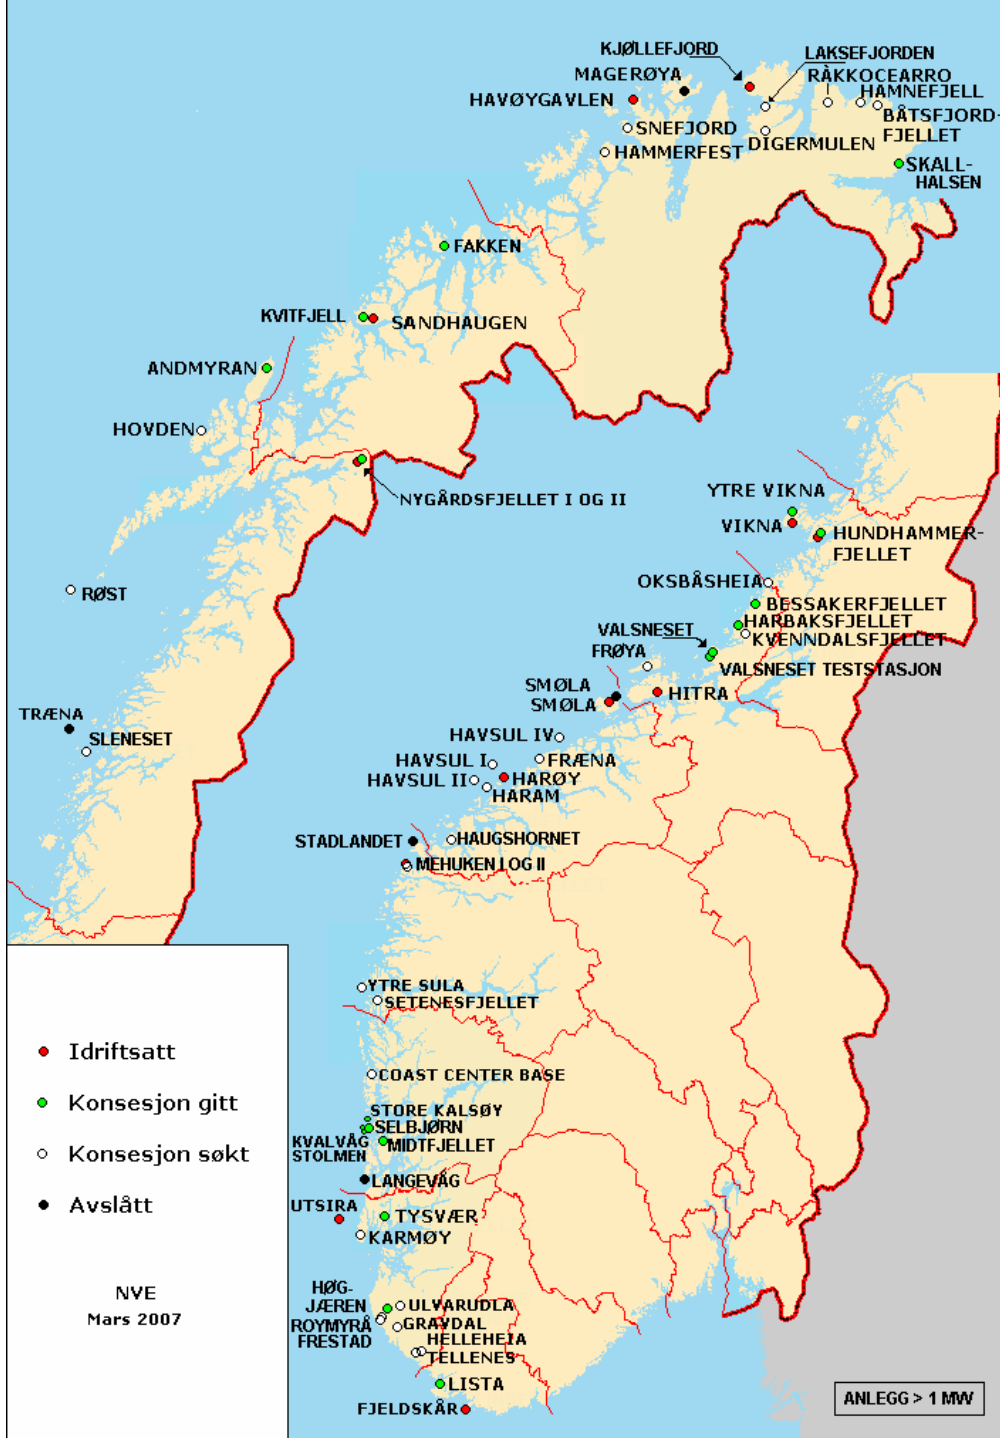 KJØLLEFJORD
LAKSEFJORDEN
MAGERØYA
RÀKKOCEARRO
HAVØYGAVLEN
HAMNEFJELL
BÅTSFJORD-
FJELLET
SNEFJORD
DIGERMULEN
HAMMERFEST
SKALL-
HALSEN
FAKKEN
KVITFJELL
SANDHAUGEN
ANDMYRAN
HOVDEN
NYGÅRDSFJELLET I OG II
YTRE VIKNA
VIKNA
HUNDHAMMER-
FJELLET
OKSBÅSHEIA
RØST
BESSAKERFJELLET
HARBAKSFJELLET
VALSNESET
KVENNDALSFJELLET
FRØYA
VALSNESET TESTSTASJON
SMØLA
HITRA
SMØLA
TRÆNA
SLENESET
HAVSUL IV
HAVSUL I
FRÆNA
HAVSUL II
HARØY
HARAM
STADLANDET
HAUGSHORNET
MEHUKEN I OG II
YTRE SULA
SETENESFJELLET
Idriftsatt
COAST CENTER BASE
Konsesjon gitt
STORE KALSØY
SELBJØRN
KVALVÅG
MIDTFJELLET
STOLMEN
Konsesjon søkt
LANGEVÅG
Avslått
UTSIRA
TYSVÆR
KARMØY
NVE
Mars 2007
HØG-
JÆREN
ULVARUDLA
ROYMYRÅ
GRAVDAL
FRESTAD
HELLEHEIA
TELLENES
LISTA
FJELDSKÅR
ANLEGG > 1 MW